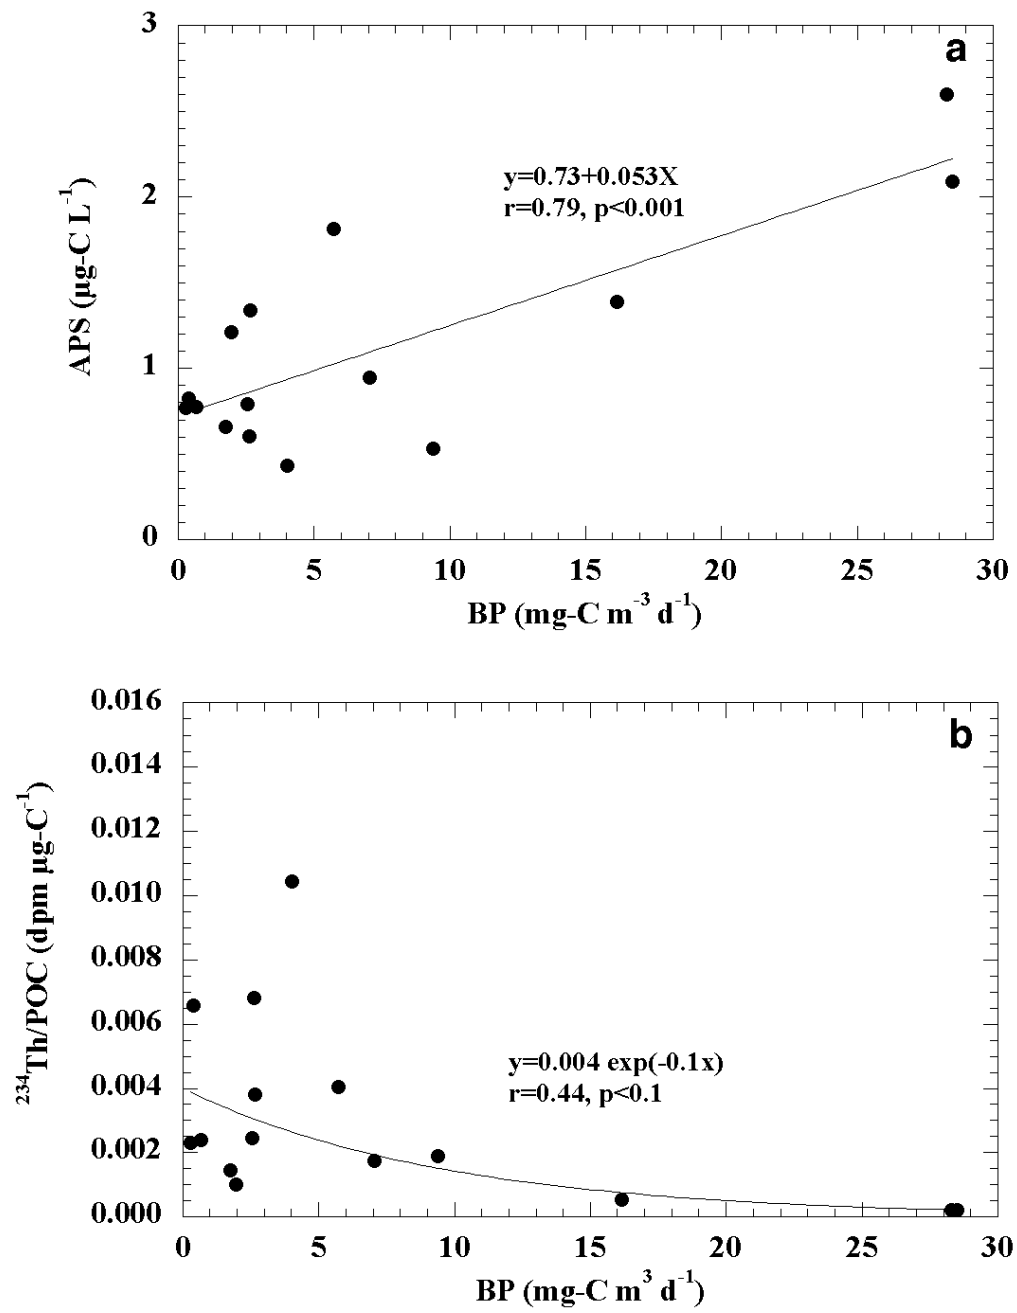 a
3
2
1
0
APS (µg-C L⁻¹)
y=0.73+0.053X
r=0.79, p<0.001
0 5 10 15 20 25 30
BP (mg-C m⁻³ d⁻¹)
b
0.016
0.014
0.012
0.010
0.008
0.006
0.004
0.002
0.000
²³⁴Th/POC (dpm µg-C⁻¹)
y=0.004 exp(-0.1x)
r=0.44, p<0.1
0 5 10 15 20 25 30
BP (mg-C m³ d⁻¹)